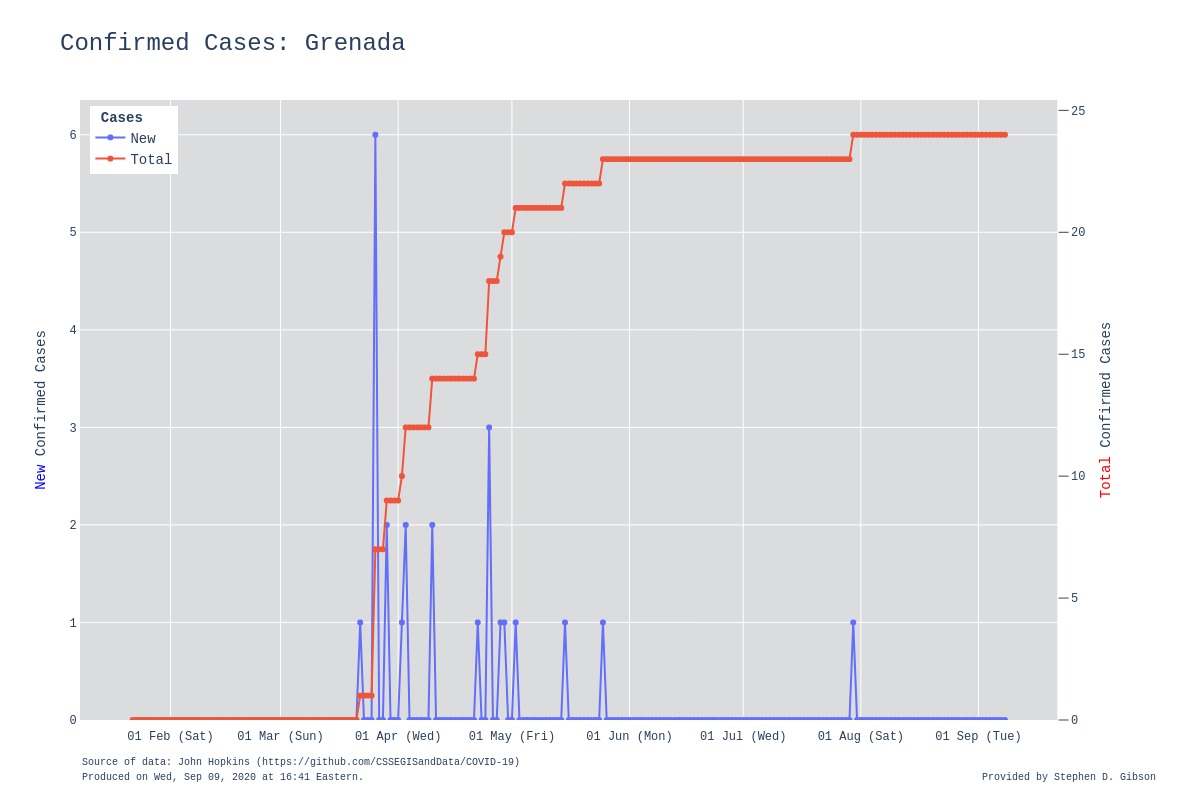 Confirmed Cases: Grenada
Cases
New
Total
6
5
4
3
2
1
0
25
20
15
10
5
0
New Confirmed Cases
Total Confirmed Cases
01 Feb (Sat)
01 Mar (Sun)
01 Apr (Wed)
01 May (Fri)
01 Jun (Mon)
01 Jul (Wed)
01 Aug (Sat)
01 Sep (Tue)
Source of data: John Hopkins (https://github.com/CSSEGISandData/COVID-19)
Produced on Wed, Sep 09, 2020 at 16:41 Eastern.
Provided by Stephen D. Gibson